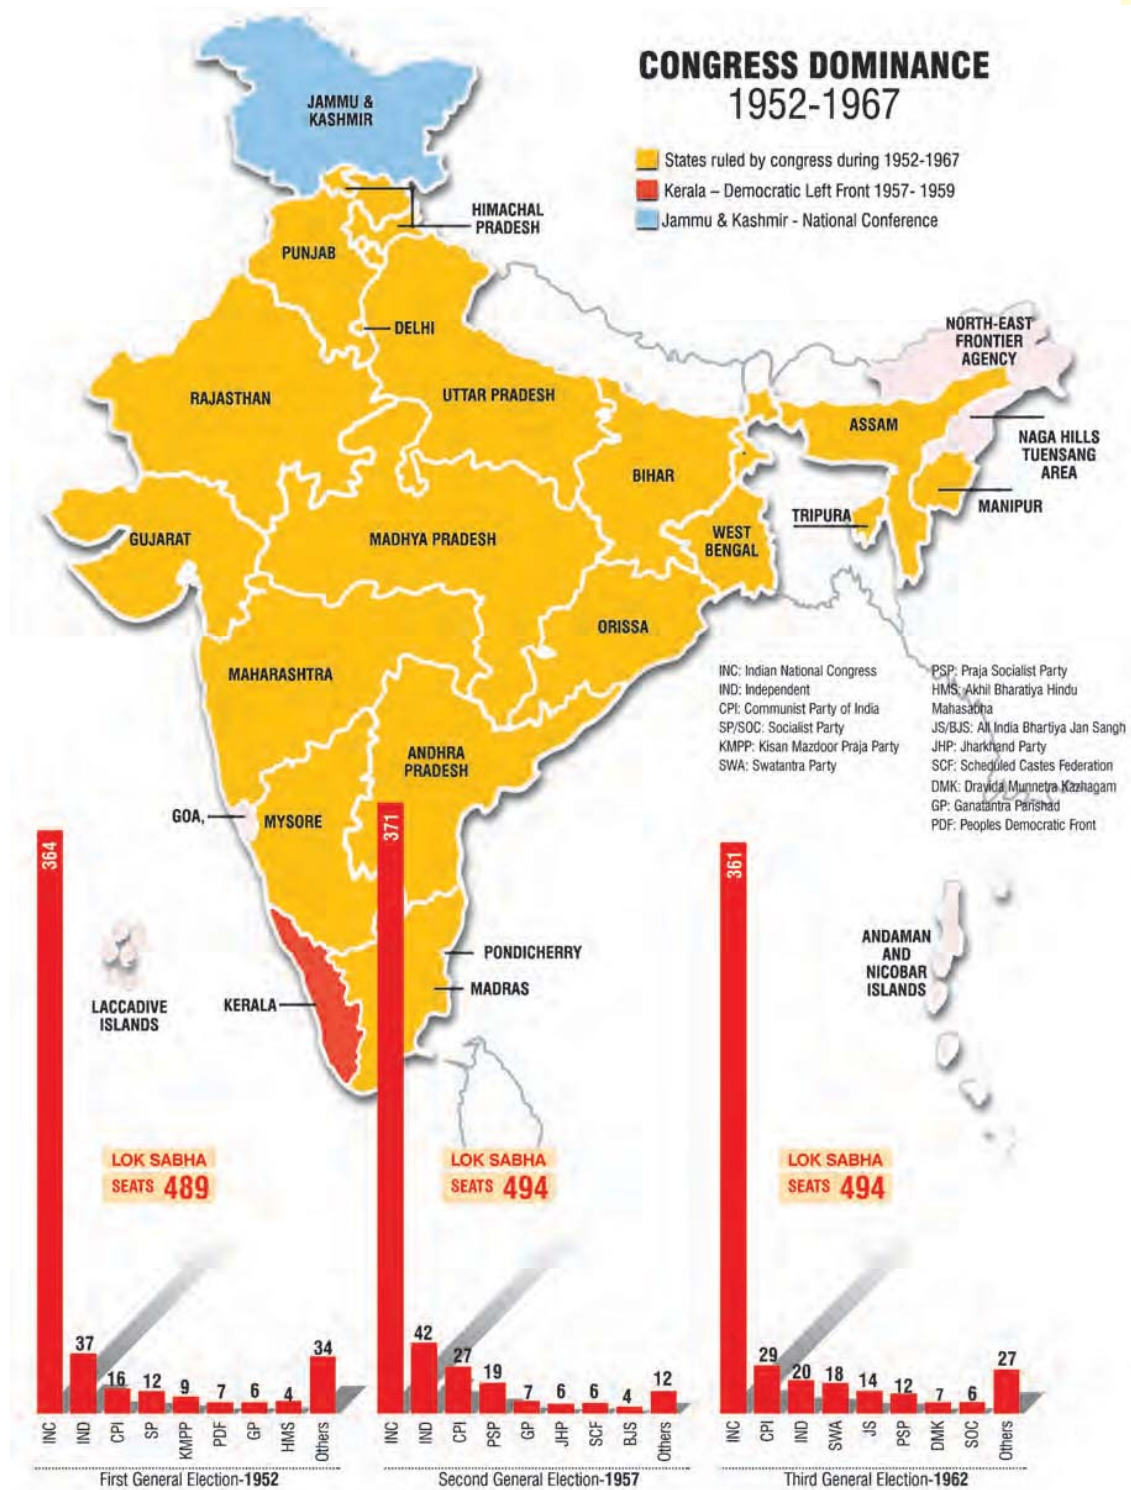 CONGRESS DOMINANCE
1952-1967
States ruled by congress during 1952-1967
Kerala – Democratic Left Front 1957- 1959
Jammu & Kashmir - National Conference
JAMMU &
KASHMIR
HIMACHAL
PRADESH
PUNJAB
DELHI
RAJASTHAN
UTTAR PRADESH
NORTH-EAST
FRONTIER
AGENCY
ASSAM
NAGA HILLS
TUENSANG
AREA
MANIPUR
TRIPURA
BIHAR
WEST
BENGAL
GUJARAT
MADHYA PRADESH
ORISSA
MAHARASHTRA
ANDHRA
PRADESH
GOA,
MYSORE
PONDICHERRY
MADRAS
KERALA
LACCADIVE
ISLANDS
ANDAMAN
AND
NICOBAR
ISLANDS
INC: Indian National Congress
IND: Independent
CPI: Communist Party of India
SP/SOC: Socialist Party
KMPP: Kisan Mazdoor Praja Party
SWA: Swatantra Party
PSP: Praja Socialist Party
HMS: Akhil Bharatiya Hindu
Mahasabha
JS/BJS: All India Bhartiya Jan Sangh
JHP: Jharkhand Party
SCF: Scheduled Castes Federation
DMK: Dravida Munnetra Kazhagam
GP: Ganatantra Parishad
PDF: Peoples Democratic Front
LOK SABHA
SEATS 489
364
37
16
12
9
7
6
4
34
INC
IND
CPI
SP
KMPP
PDF
GP
HMS
Others
First General Election-1952
LOK SABHA
SEATS 494
371
42
27
19
7
6
6
4
12
INC
IND
CPI
PSP
GP
JHP
SCF
BJS
Others
Second General Election-1957
LOK SABHA
SEATS 494
361
29
20
18
14
12
7
6
27
INC
CPI
IND
SWA
JS
PSP
DMK
SOC
Others
Third General Election-1962